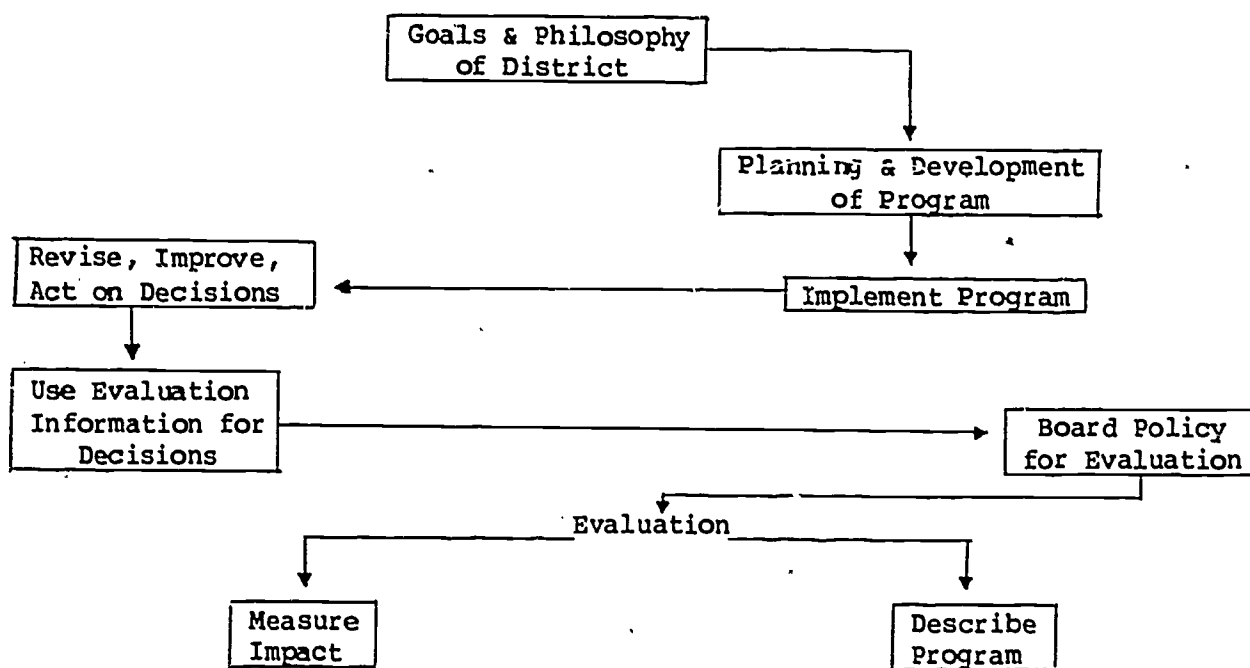 Goals & Philosophy
of District
Planning & Development
of Program
Revise, Improve,
Act on Decisions
Implement Program
Use Evaluation
Information for
Decisions
Board Policy
for Evaluation
Evaluation
Measure
Impact
Describe
Program